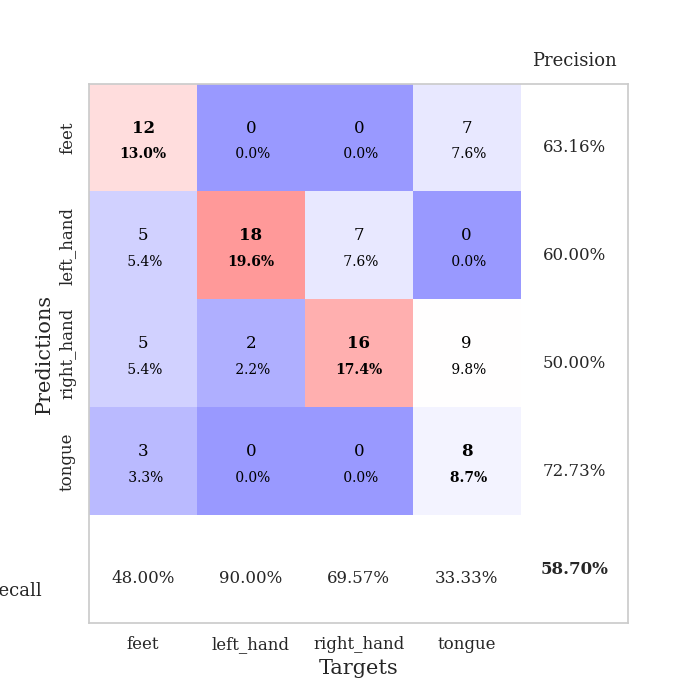 Precision
feet
12 0 0 7
13.0% 0.0% 0.0% 7.6%
63.16%
left_hand
5 18 7 0
5.4% 19.6% 7.6% 0.0%
60.00%
Predictions
right_hand
5 2 16 9
5.4% 2.2% 17.4% 9.8%
50.00%
tongue
3 0 0 8
3.3% 0.0% 0.0% 8.7%
72.73%
ecall
48.00% 90.00% 69.57% 33.33%
58.70%
feet left_hand right_hand tongue
Targets